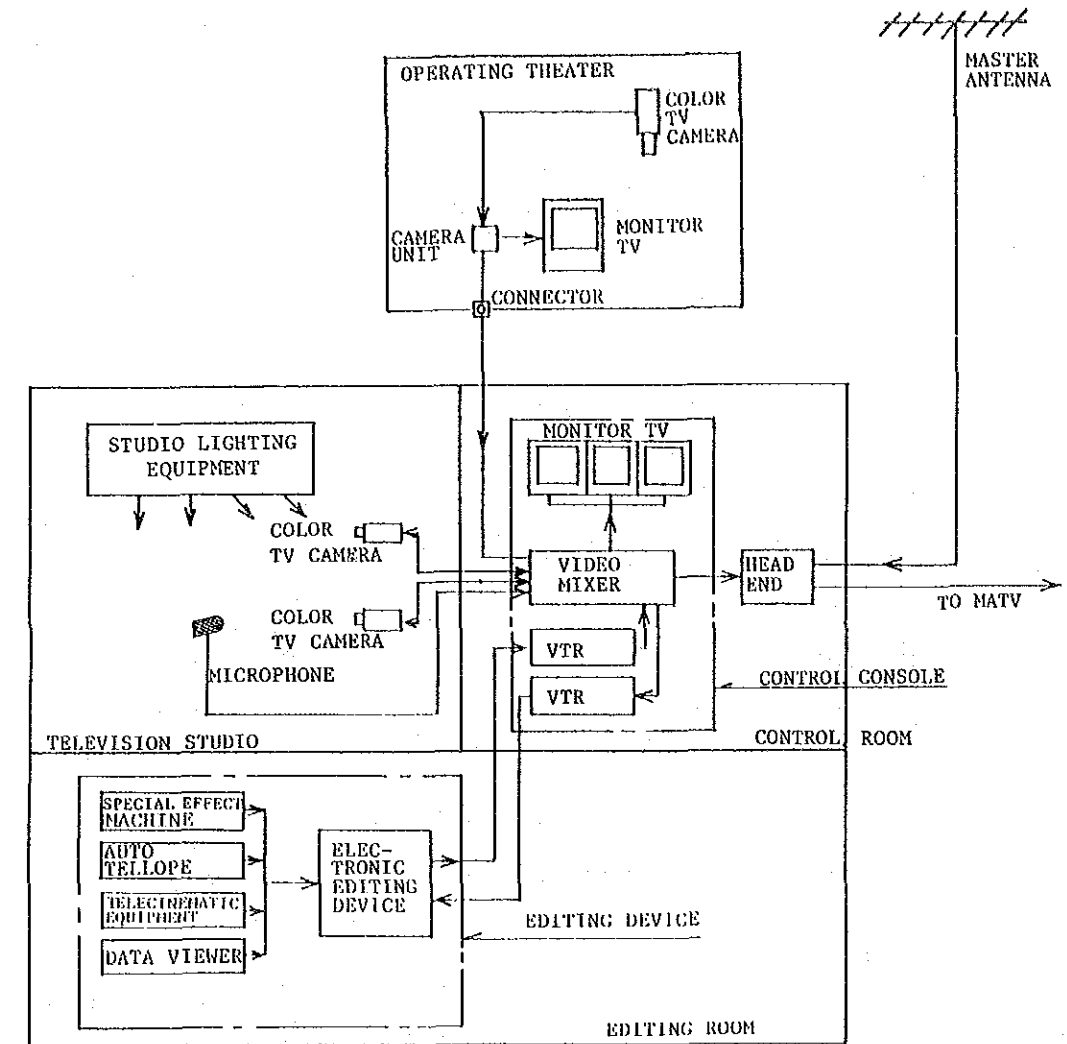 MASTER
ANTENNA
OPERATING THEATER
COLOR
TV
CAMERA
CAMERA
UNIT
MONITOR
TV
CONNECTOR
STUDIO LIGHTING
EQUIPMENT
COLOR
TV CAMERA
COLOR
TV CAMERA
MICROPHONE
TELEVISION STUDIO
MONITOR TV
VIDEO
MIXER
HEAD
END
TO MATV
VTR
VTR
CONTROL CONSOLE
CONTROL ROOM
SPECIAL EFFECT
MACHINE
AUTO
TELLOPE
TELECINEMATIC
EQUIPMENT
DATA VIEWER
ELEC-
TRONIC
EDITING
DEVICE
EDITING DEVICE
EDITING ROOM